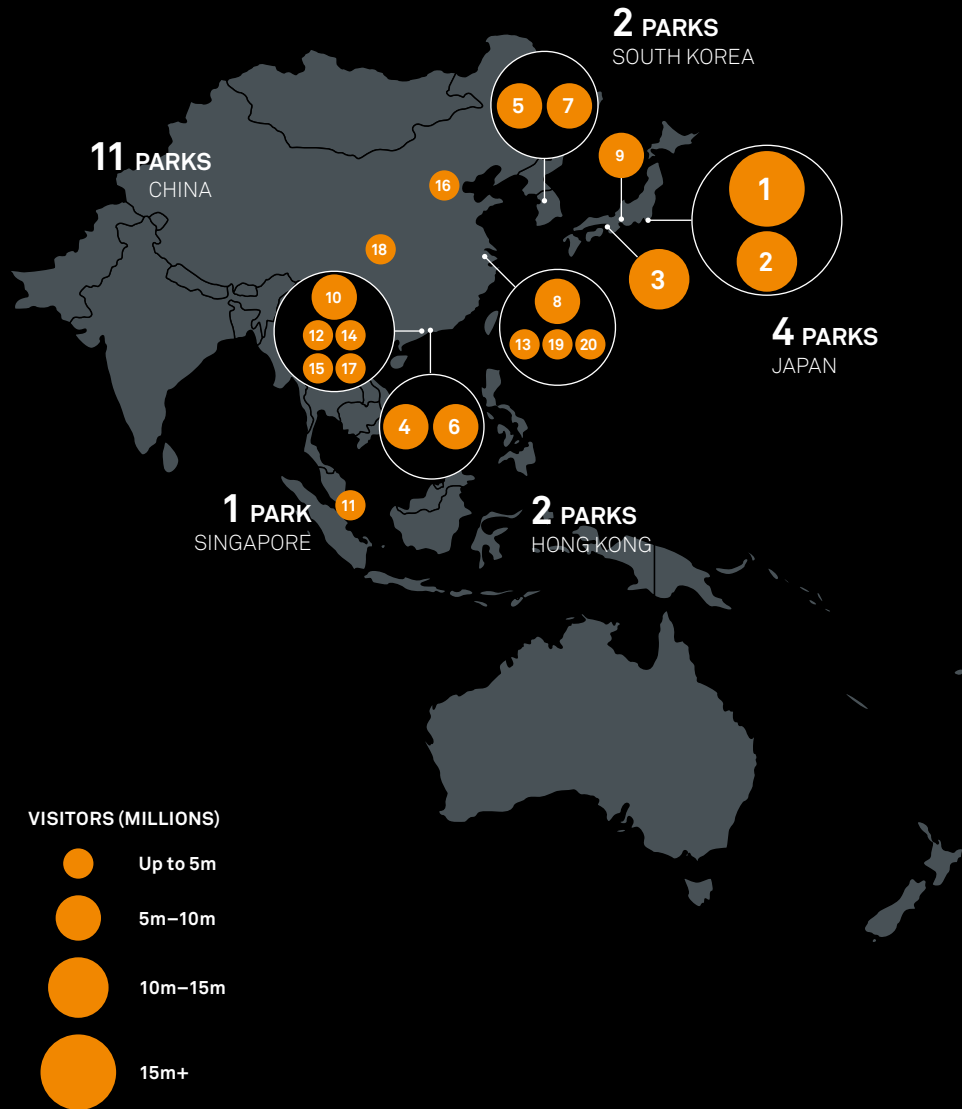 2 PARKS
SOUTH KOREA
5 7
9
11 PARKS
CHINA
16
1
2
18
3
10
12 14
15 17
8
13 19 20
4 PARKS
JAPAN
4 6
11
1 PARK
SINGAPORE
2 PARKS
HONG KONG
VISITORS (MILLIONS)
Up to 5m
5m–10m
10m–15m
15m+